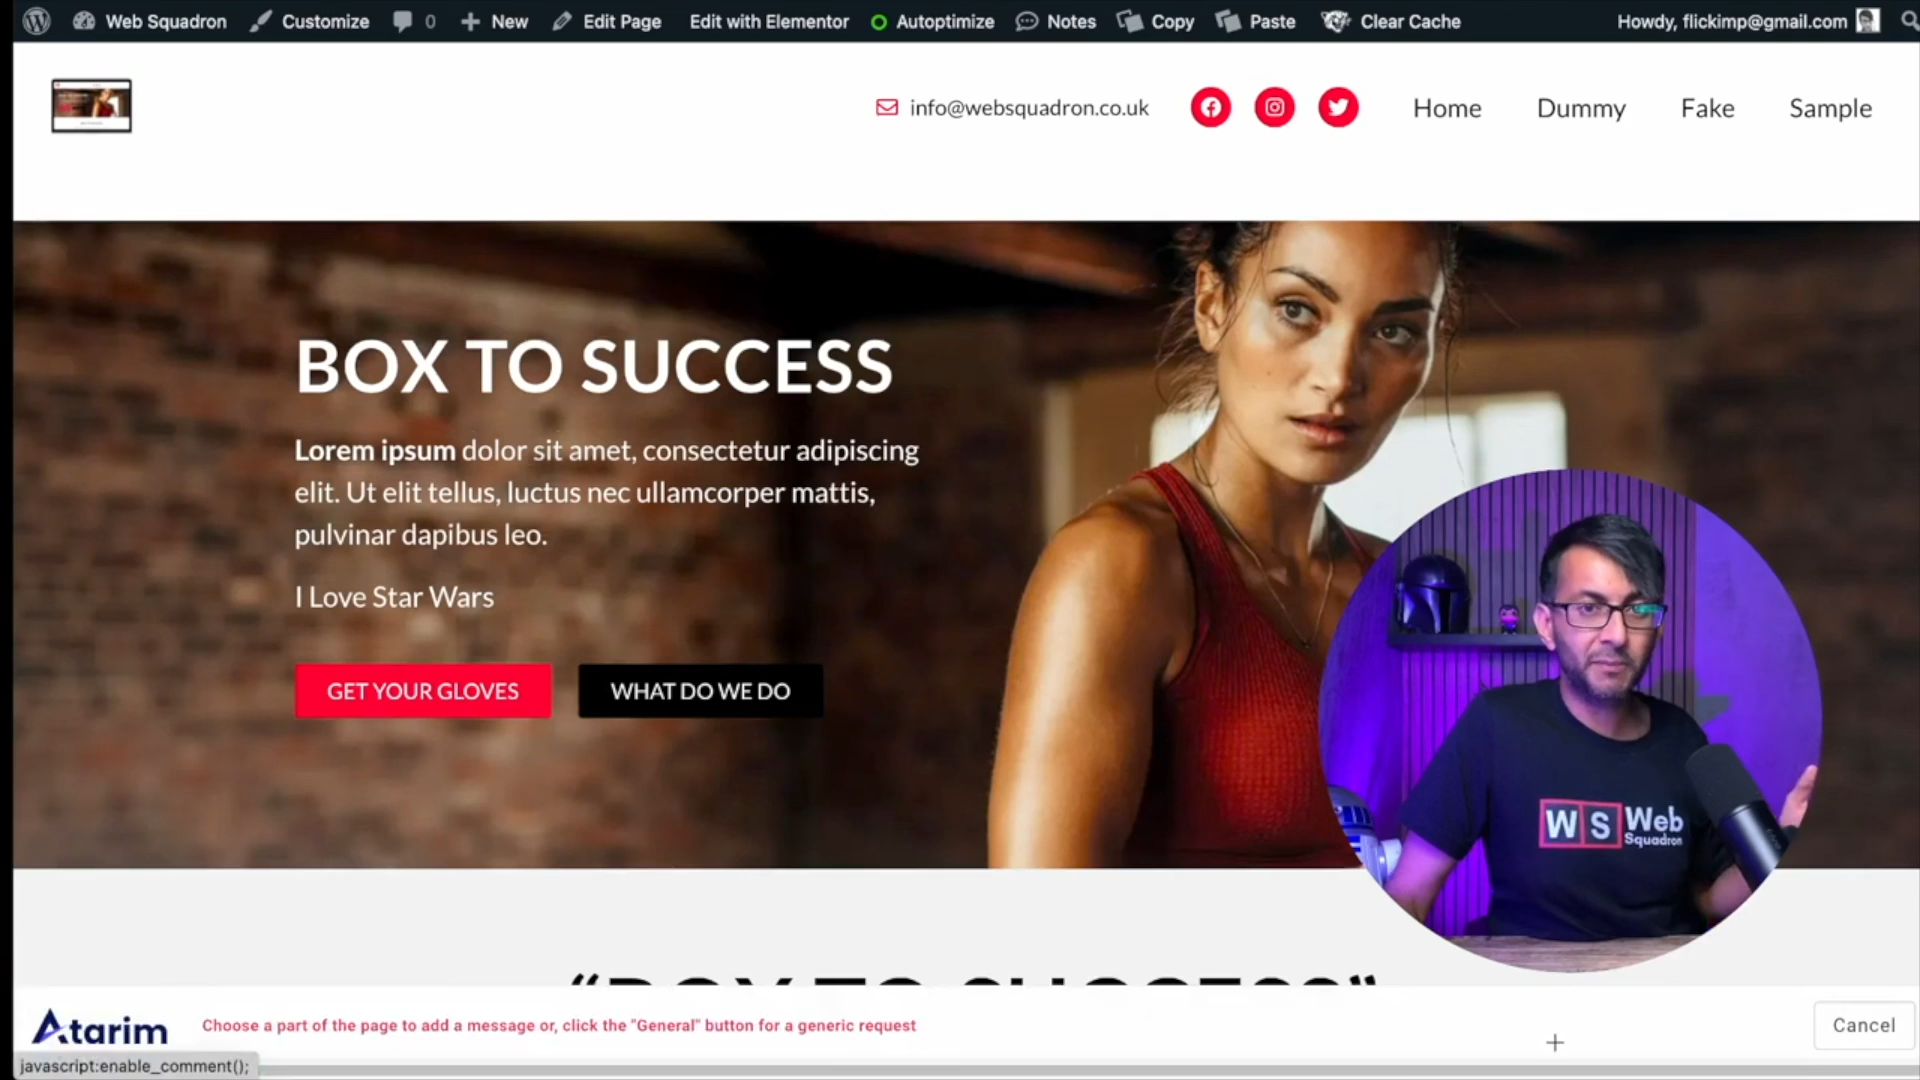 Web Squadron Customize 0 New Edit Page Edit with Elementor Autoptimize Notes Copy Paste Clear Cache Howdy, flickimp@gmail.com
info@websquadron.co.uk Home Dummy Fake Sample
BOX TO SUCCESS
Lorem ipsum dolor sit amet, consectetur adipiscing
elit. Ut elit tellus, luctus nec ullamcorper mattis,
pulvinar dapibus leo.
I Love Star Wars
GET YOUR GLOVES WHAT DO WE DO
W S Web
Squadron
“BOX TO SUCCESS”
Atarim Choose a part of the page to add a message or, click the "General" button for a generic request Cancel
javascript:enable_comment();